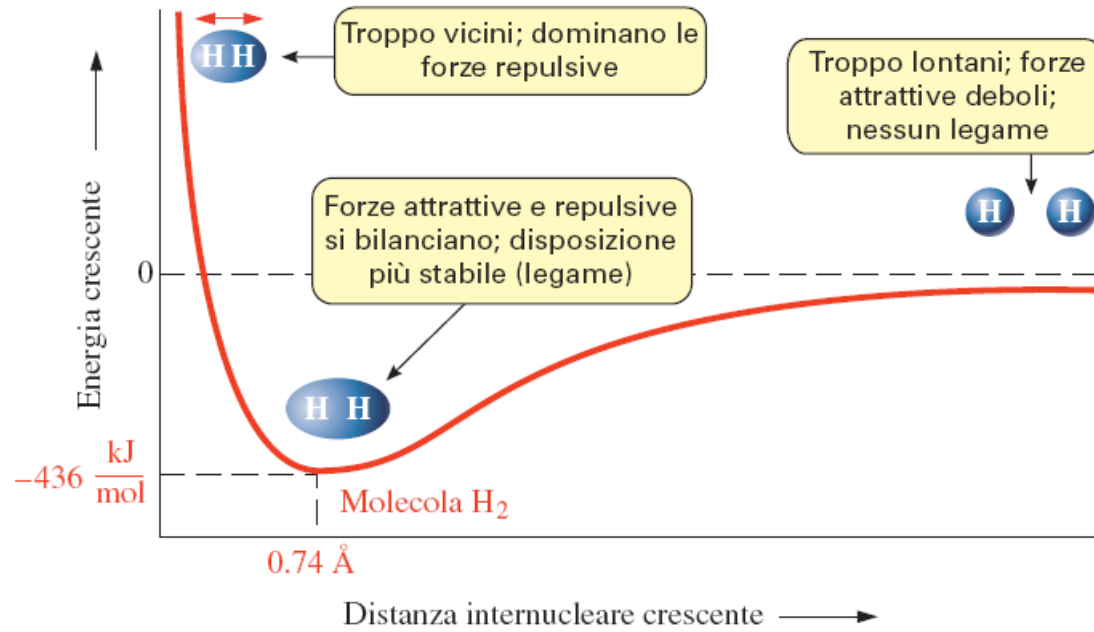 Energia crescente
H H
Troppo vicini; dominano le
forze repulsive
Troppo lontani; forze
attrattive deboli;
nessun legame
H H
Forze attrattive e repulsive
si bilanciano; disposizione
più stabile (legame)
0
H H
−436 kJ/mol
Molecola H₂
0.74 Å
Distanza internucleare crescente